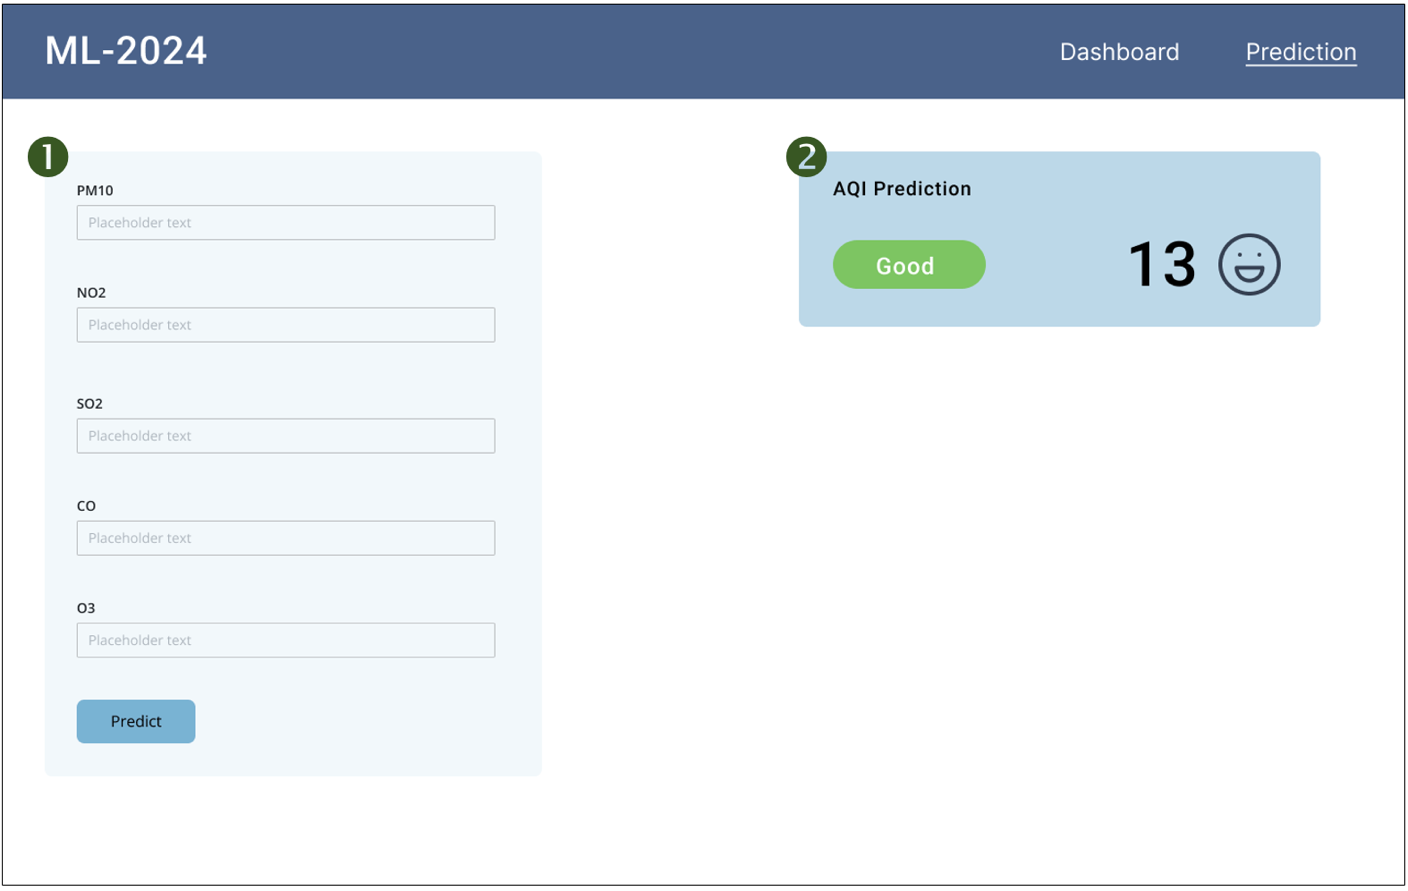 ML-2024
Dashboard
Prediction
1
PM10
Placeholder text
NO2
Placeholder text
SO2
Placeholder text
CO
Placeholder text
O3
Placeholder text
Predict
2
AQI Prediction
Good
13